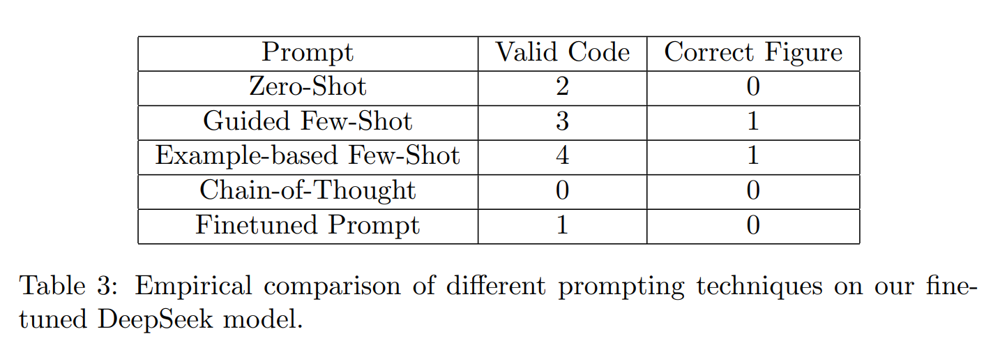 Prompt Valid Code Correct Figure
Zero-Shot 2 0
Guided Few-Shot 3 1
Example-based Few-Shot 4 1
Chain-of-Thought 0 0
Finetuned Prompt 1 0
Table 3: Empirical comparison of different prompting techniques on our fine-
tuned DeepSeek model.